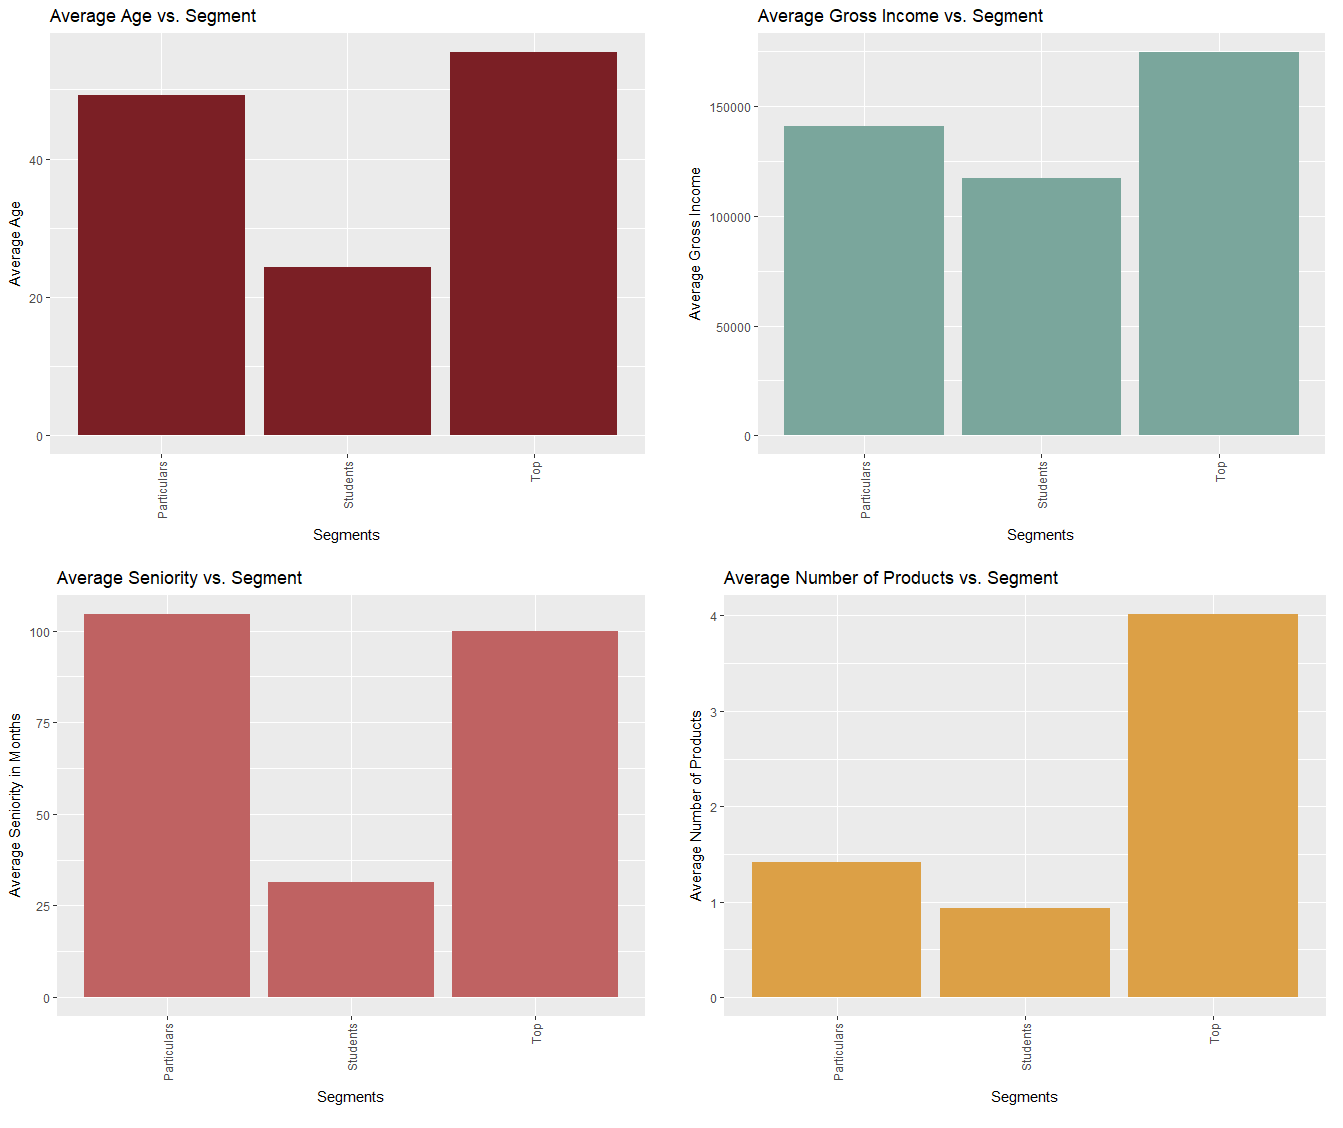 Average Age vs. Segment
Average Age
40
20
0
Particulars
Students
Top
Segments
Average Gross Income vs. Segment
Average Gross Income
150000
100000
50000
0
Particulars
Students
Top
Segments
Average Seniority vs. Segment
Average Seniority in Months
100
75
50
25
0
Particulars
Students
Top
Segments
Average Number of Products vs. Segment
Average Number of Products
4
3
2
1
0
Particulars
Students
Top
Segments